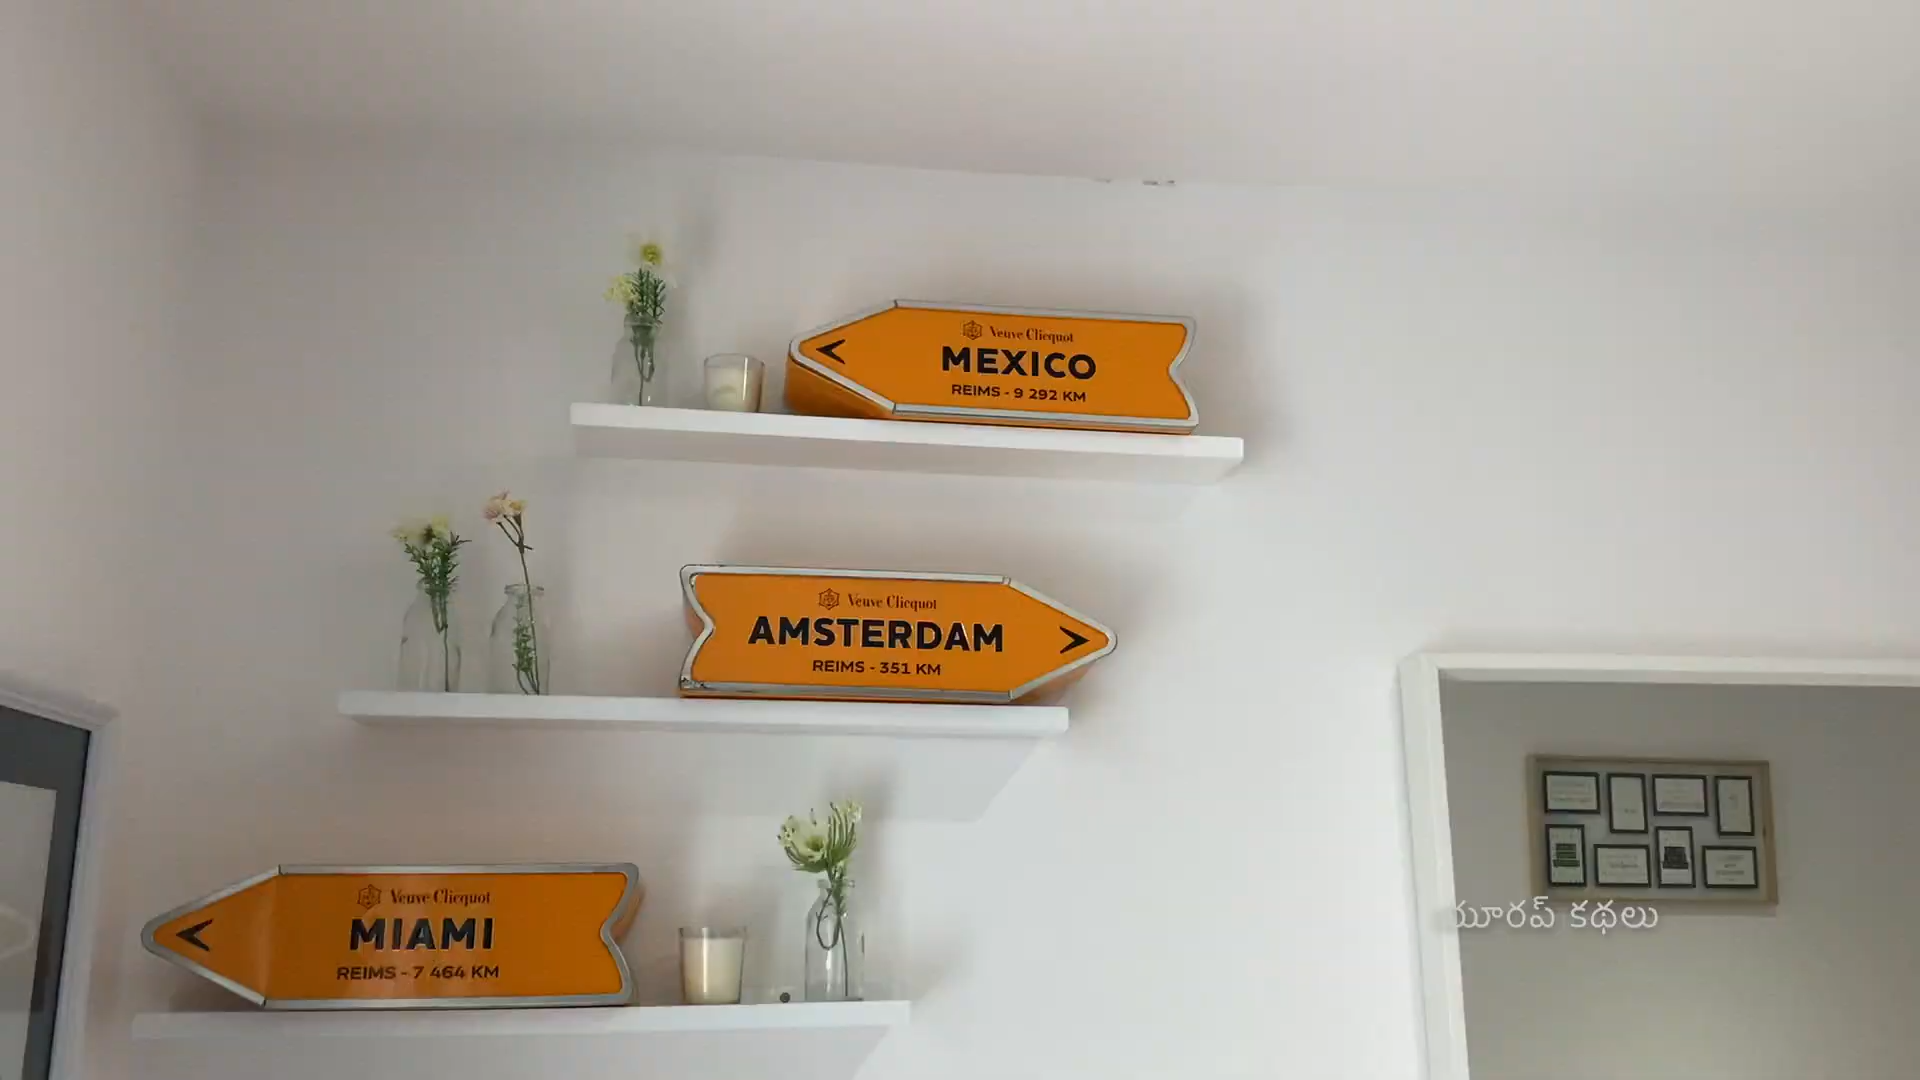 Veuve Clicquot
MEXICO
REIMS - 9 292 KM
Veuve Clicquot
AMSTERDAM
REIMS - 351 KM
Veuve Clicquot
MIAMI
REIMS - 7 464 KM
యూరప్ కథలు